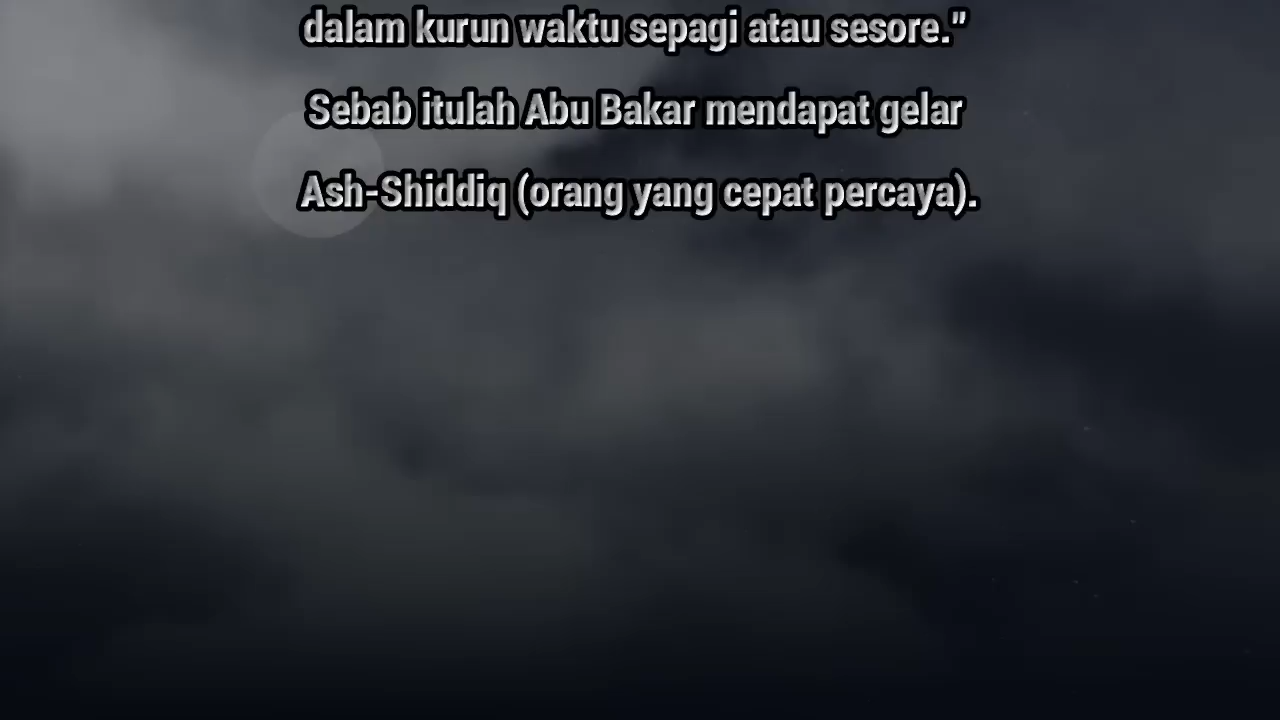 dalam kurun waktu sepagi atau sesore.”
Sebab itulah Abu Bakar mendapat gelar
Ash-Shiddiq (orang yang cepat percaya).